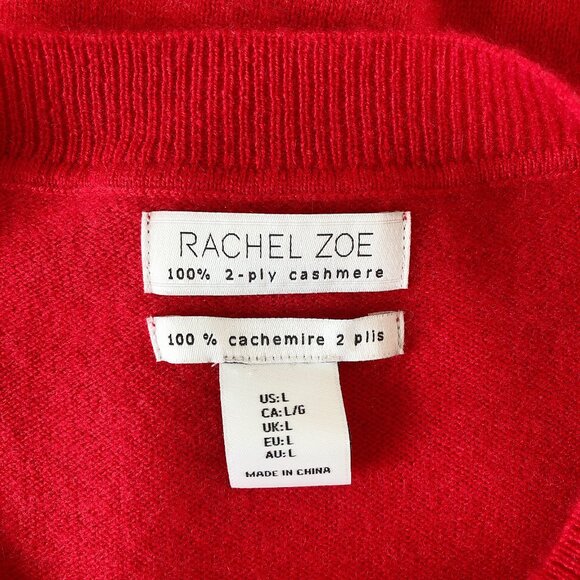 RACHEL ZOE
100% 2-ply cashmere
100 % cachemire 2 plis
US: L
CA: L/G
UK: L
EU: L
AU: L
MADE IN CHINA